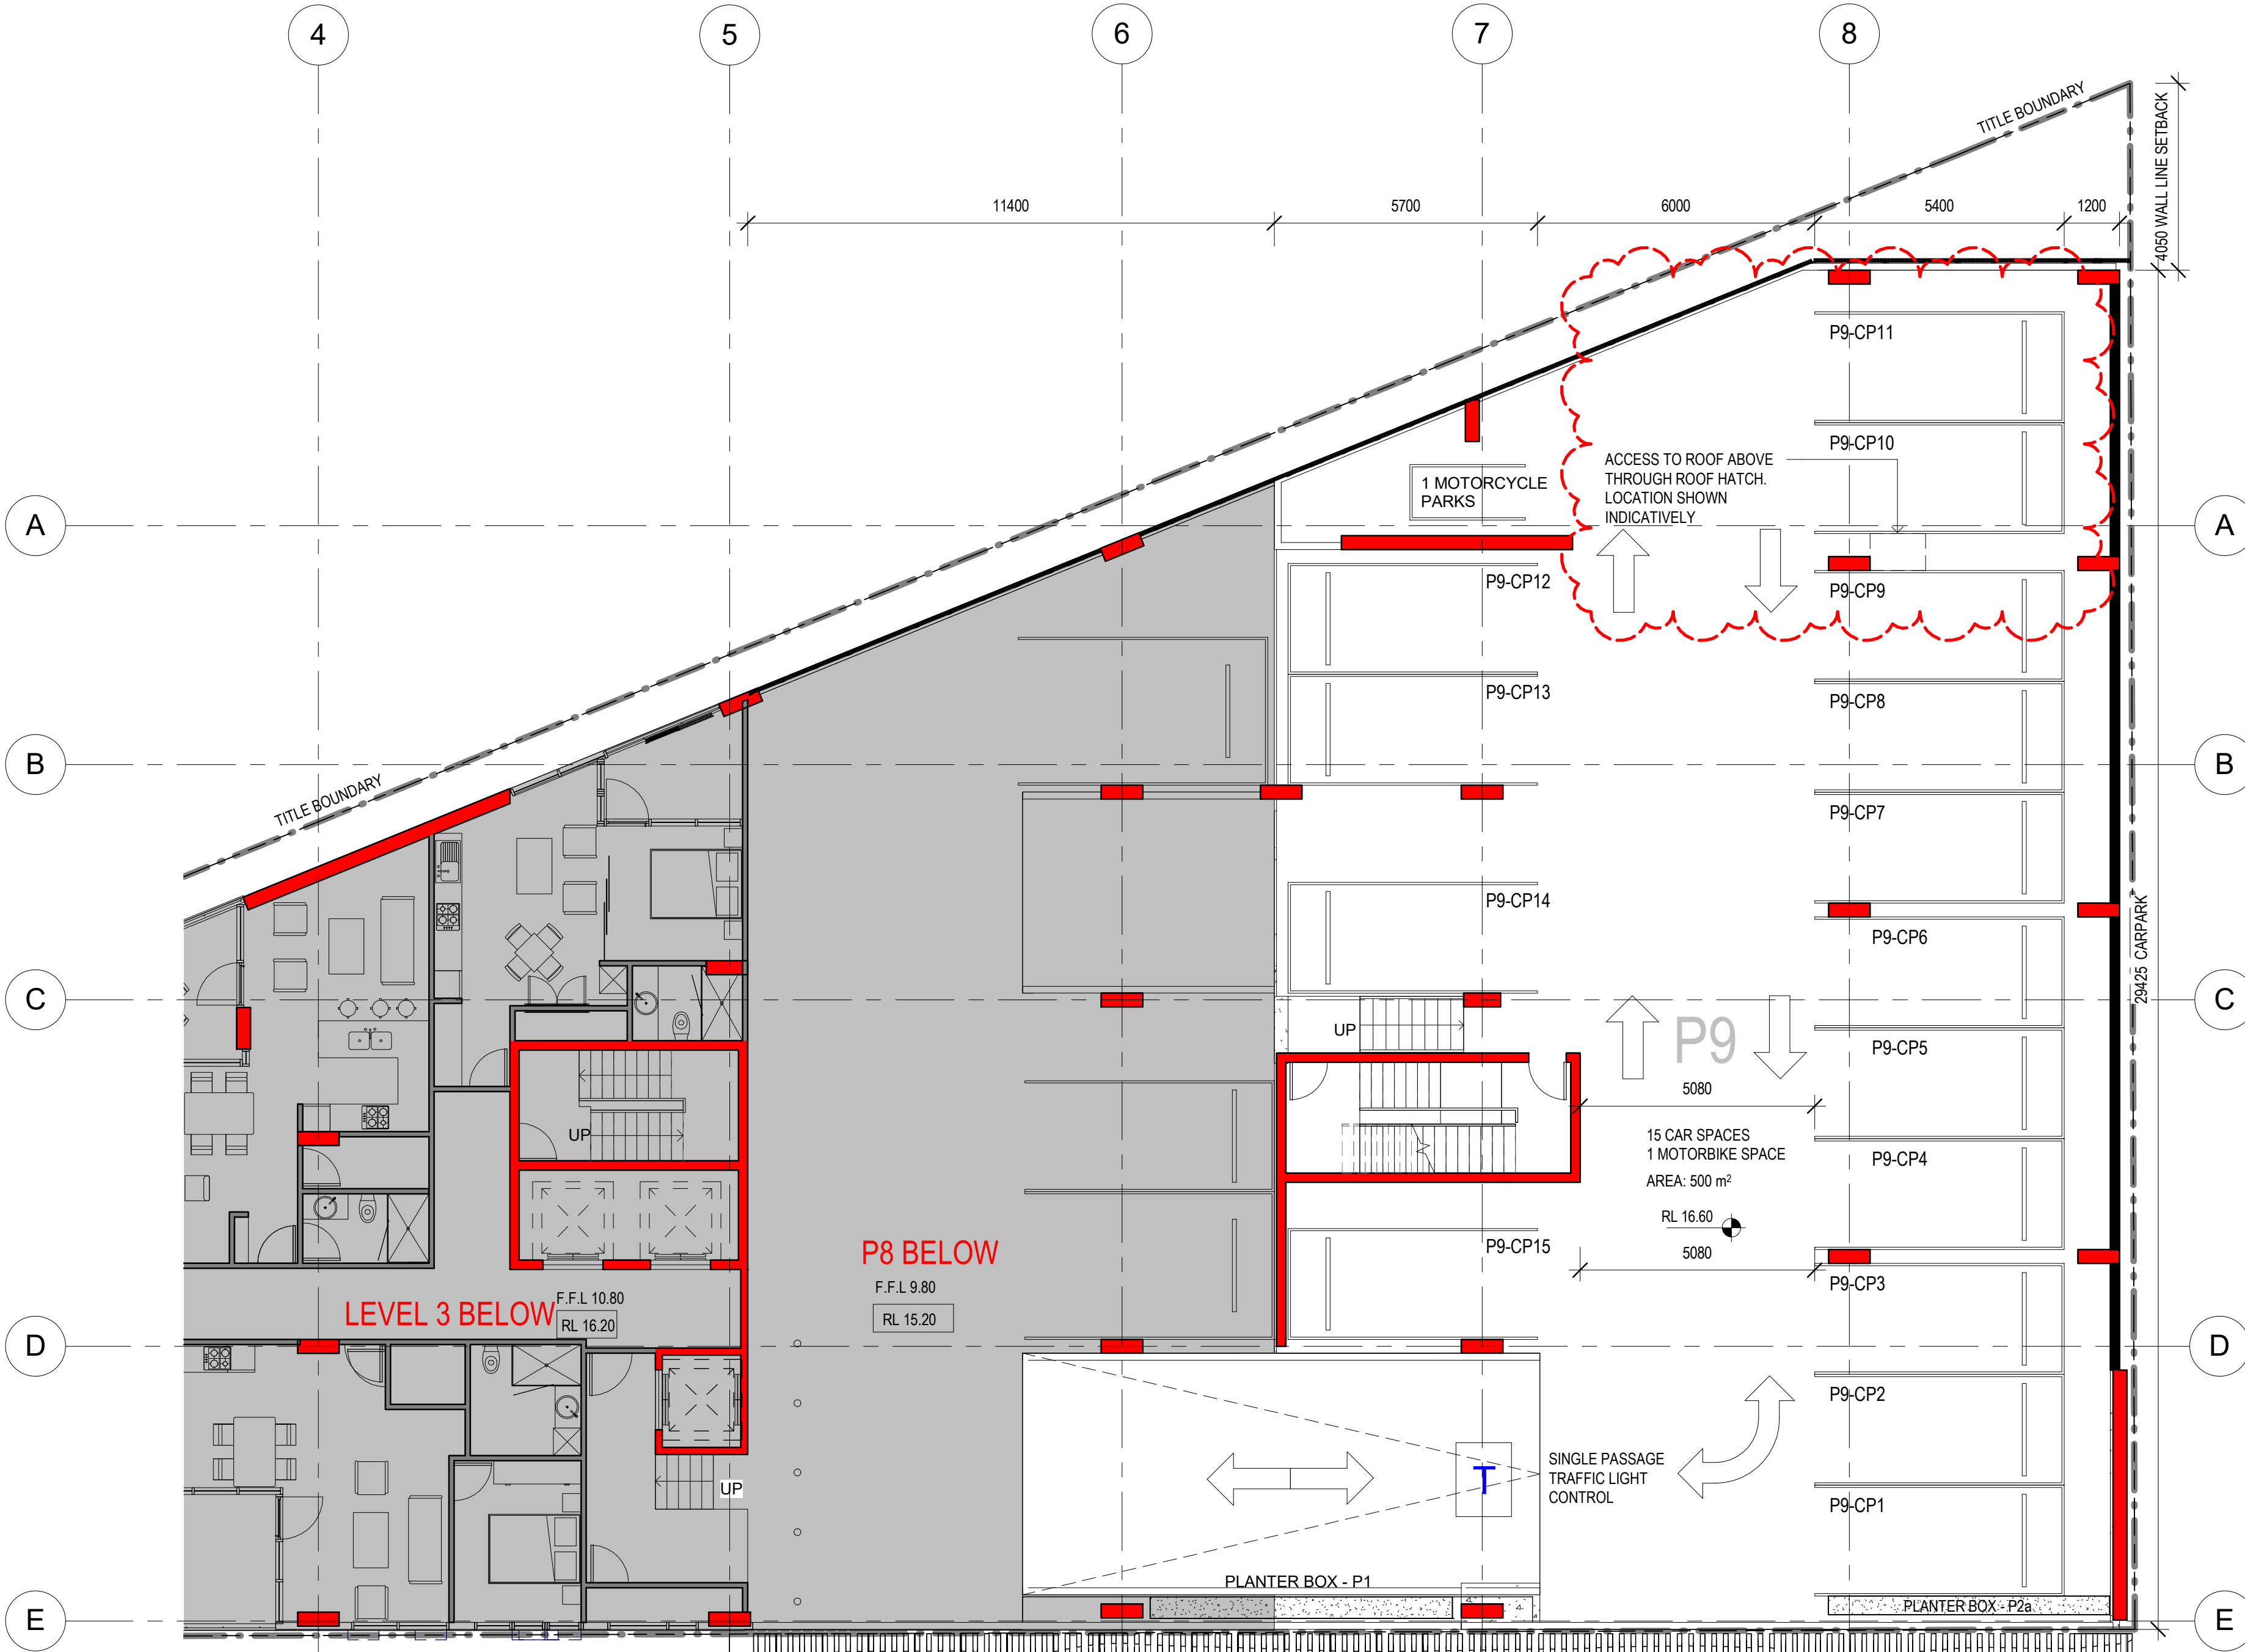 4
5
6
7
8
TITLE BOUNDARY
4050 WALL LINE SETBACK
11400
5700
6000
5400
1200
P9-CP11
P9-CP10
ACCESS TO ROOF ABOVE
THROUGH ROOF HATCH.
LOCATION SHOWN
INDICATIVELY
1 MOTORCYCLE
PARKS
A
A
P9-CP12
P9-CP9
P9-CP13
P9-CP8
B
B
TITLE BOUNDARY
P9-CP7
P9-CP14
P9-CP6
29425 CARPARK
C
C
UP
P9
P9-CP5
5080
UP
15 CAR SPACES
1 MOTORBIKE SPACE
AREA: 500 m²
P9-CP4
RL 16.60
5080
P8 BELOW
F.F.L 9.80
RL 15.20
P9-CP15
LEVEL 3 BELOW
F.F.L 10.80
RL 16.20
P9-CP3
D
D
P9-CP2
SINGLE PASSAGE
TRAFFIC LIGHT
CONTROL
T
UP
P9-CP1
PLANTER BOX - P1
PLANTER BOX - P2a
E
E